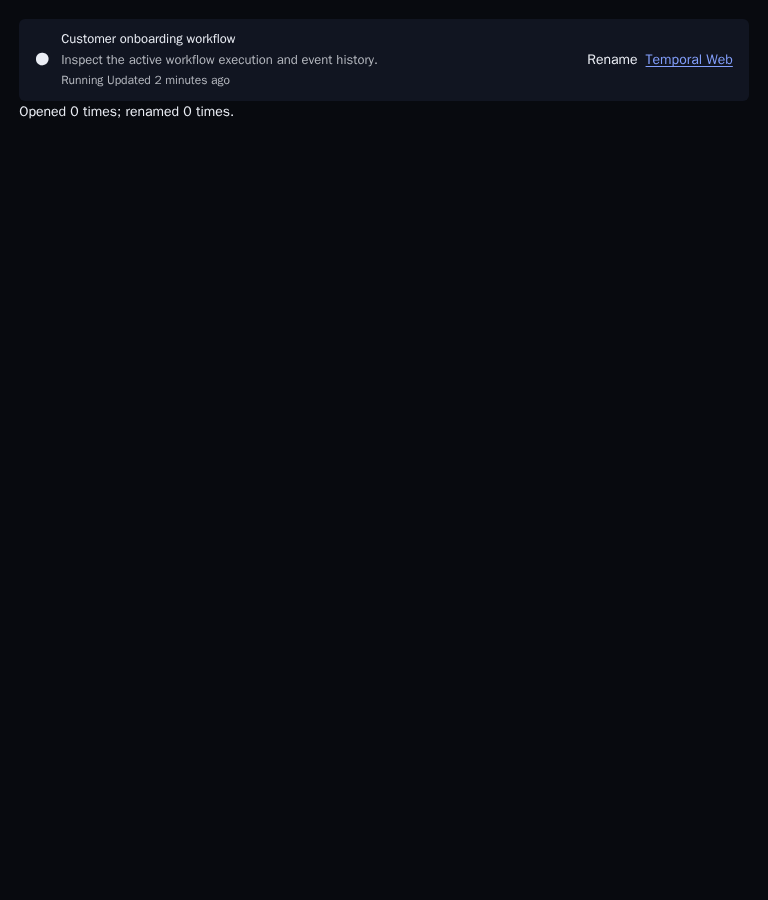 Customer onboarding workflow
Inspect the active workflow execution and event history.
Running Updated 2 minutes ago
Rename Temporal Web
Opened 0 times; renamed 0 times.